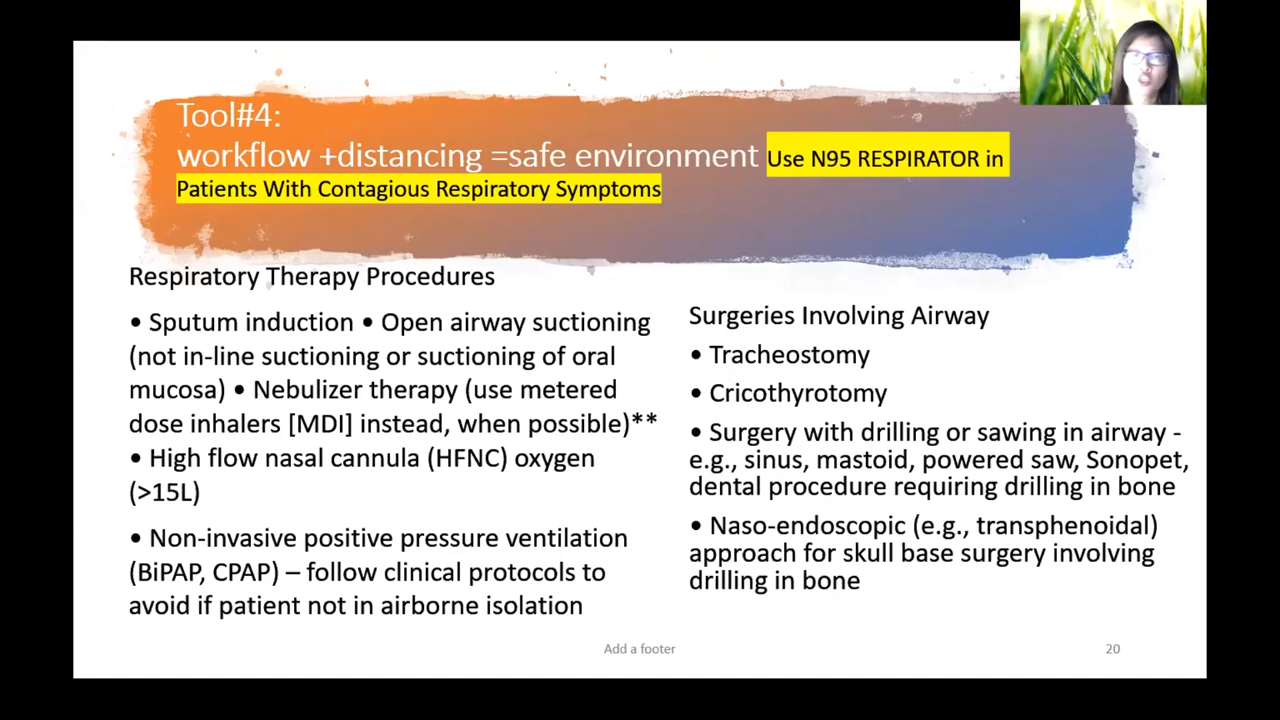 Tool#4:
workflow +distancing =safe environment Use N95 RESPIRATOR in
Patients With Contagious Respiratory Symptoms
Respiratory Therapy Procedures
• Sputum induction • Open airway suctioning
(not in-line suctioning or suctioning of oral
mucosa) • Nebulizer therapy (use metered
dose inhalers [MDI] instead, when possible)**
• High flow nasal cannula (HFNC) oxygen
(>15L)
• Non-invasive positive pressure ventilation
(BiPAP, CPAP) – follow clinical protocols to
avoid if patient not in airborne isolation
Surgeries Involving Airway
• Tracheostomy
• Cricothyrotomy
• Surgery with drilling or sawing in airway -
e.g., sinus, mastoid, powered saw, Sonopet,
dental procedure requiring drilling in bone
• Naso-endoscopic (e.g., transphenoidal)
approach for skull base surgery involving
drilling in bone
Add a footer
20